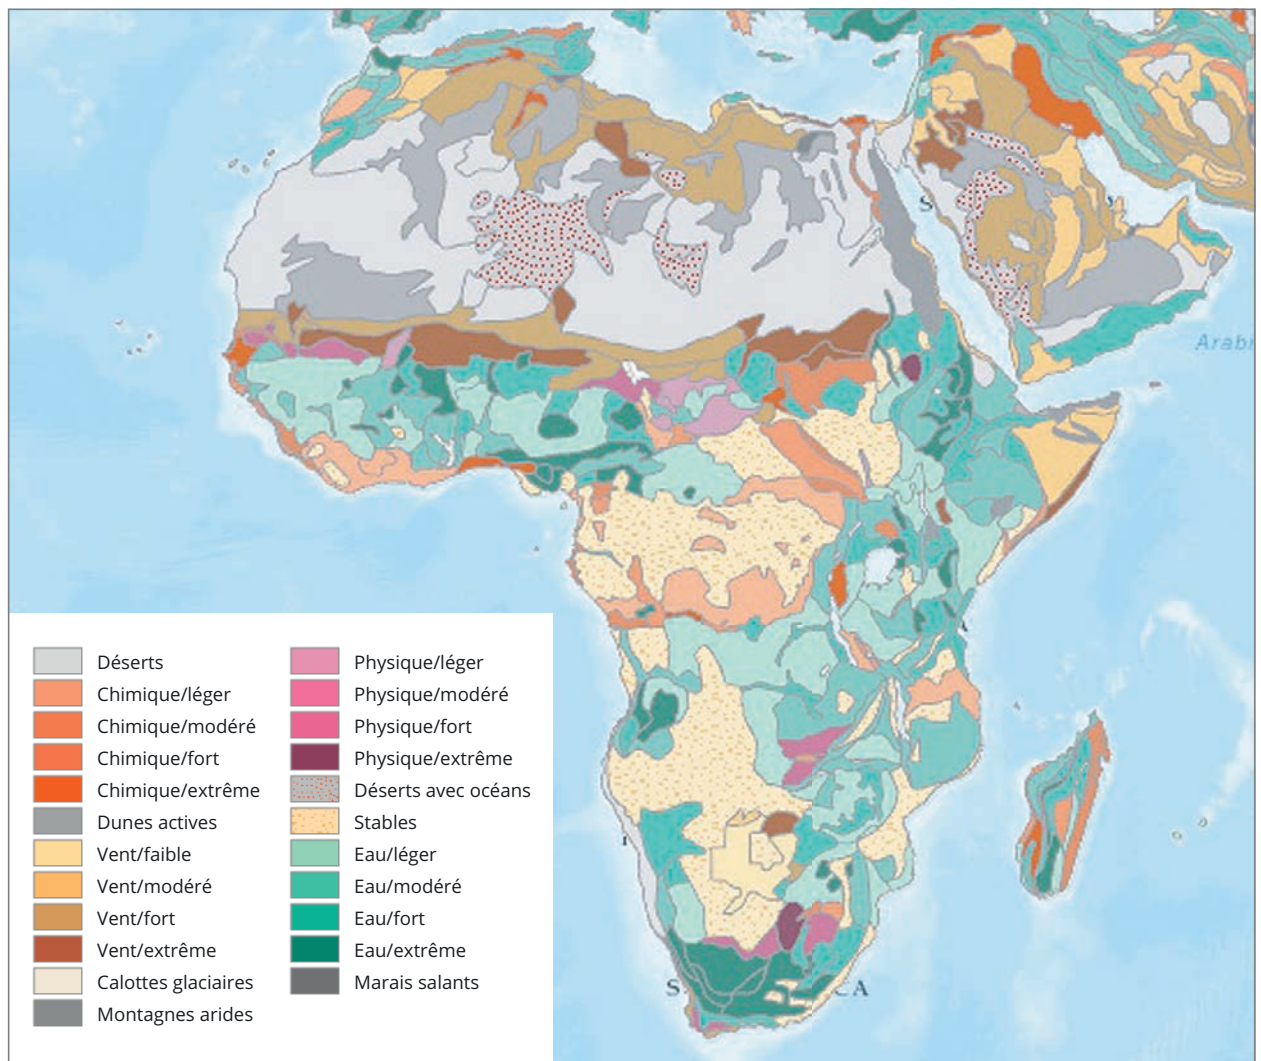 S
Arab
Déserts
Chimique/léger
Chimique/modéré
Chimique/fort
Chimique/extrême
Dunes actives
Vent/faible
Vent/modéré
Vent/fort
Vent/extrême
Calottes glaciaires
Montagnes arides
Physique/léger
Physique/modéré
Physique/fort
Physique/extrême
Déserts avec océans
Stables
Eau/léger
Eau/modéré
Eau/fort
Eau/extrême
Marais salants
S
C A